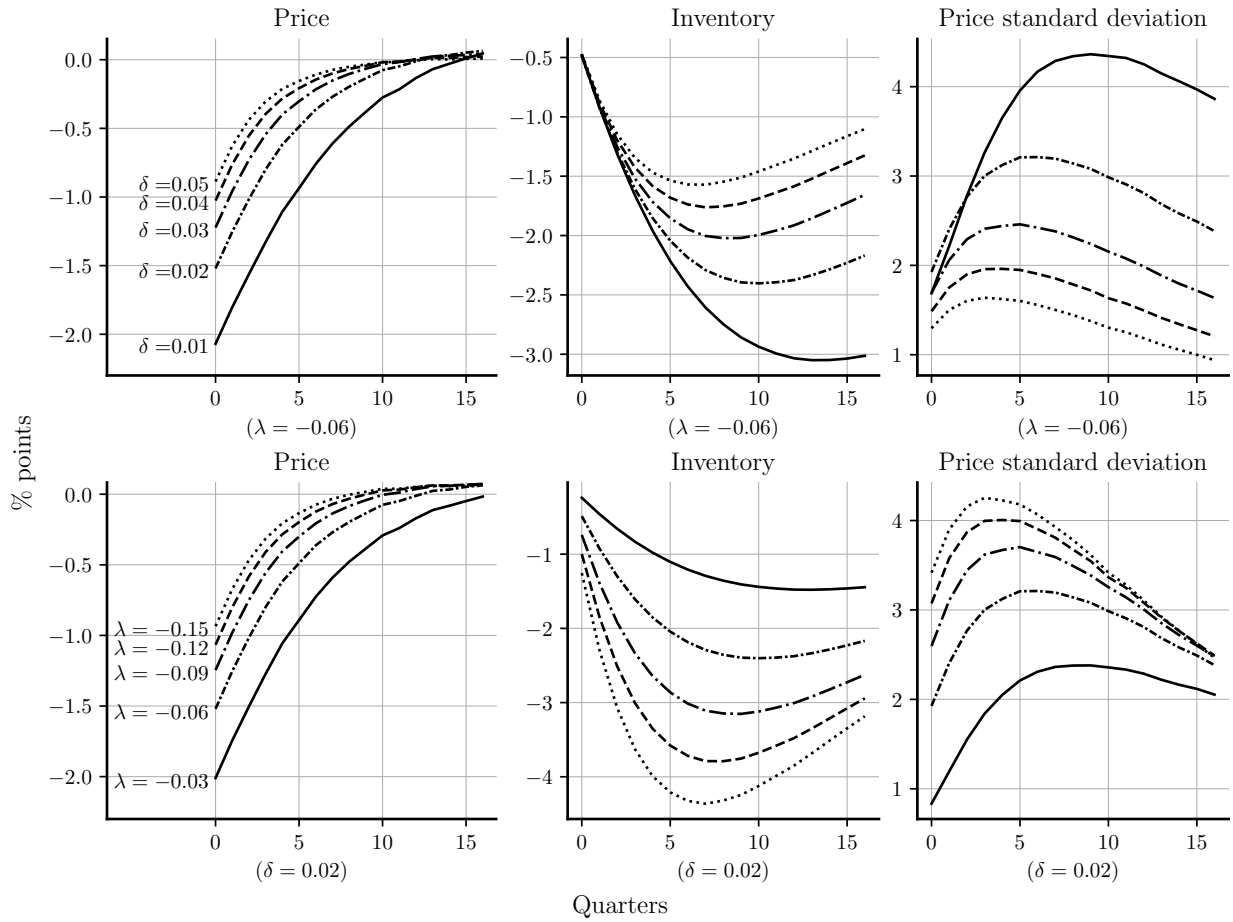 Price
Inventory
Price standard deviation
0.0
−0.5
−1.0
−1.5
−2.0
δ =0.05
δ =0.04
δ =0.03
δ =0.02
δ =0.01
0 5 10 15
(λ = −0.06)
−0.5
−1.0
−1.5
−2.0
−2.5
−3.0
0 5 10 15
(λ = −0.06)
4
3
2
1
0 5 10 15
(λ = −0.06)
% points
Price
Inventory
Price standard deviation
0.0
−0.5
−1.0
−1.5
−2.0
λ = −0.15
λ = −0.12
λ = −0.09
λ = −0.06
λ = −0.03
0 5 10 15
(δ = 0.02)
−1
−2
−3
−4
0 5 10 15
(δ = 0.02)
4
3
2
1
0 5 10 15
(δ = 0.02)
Quarters